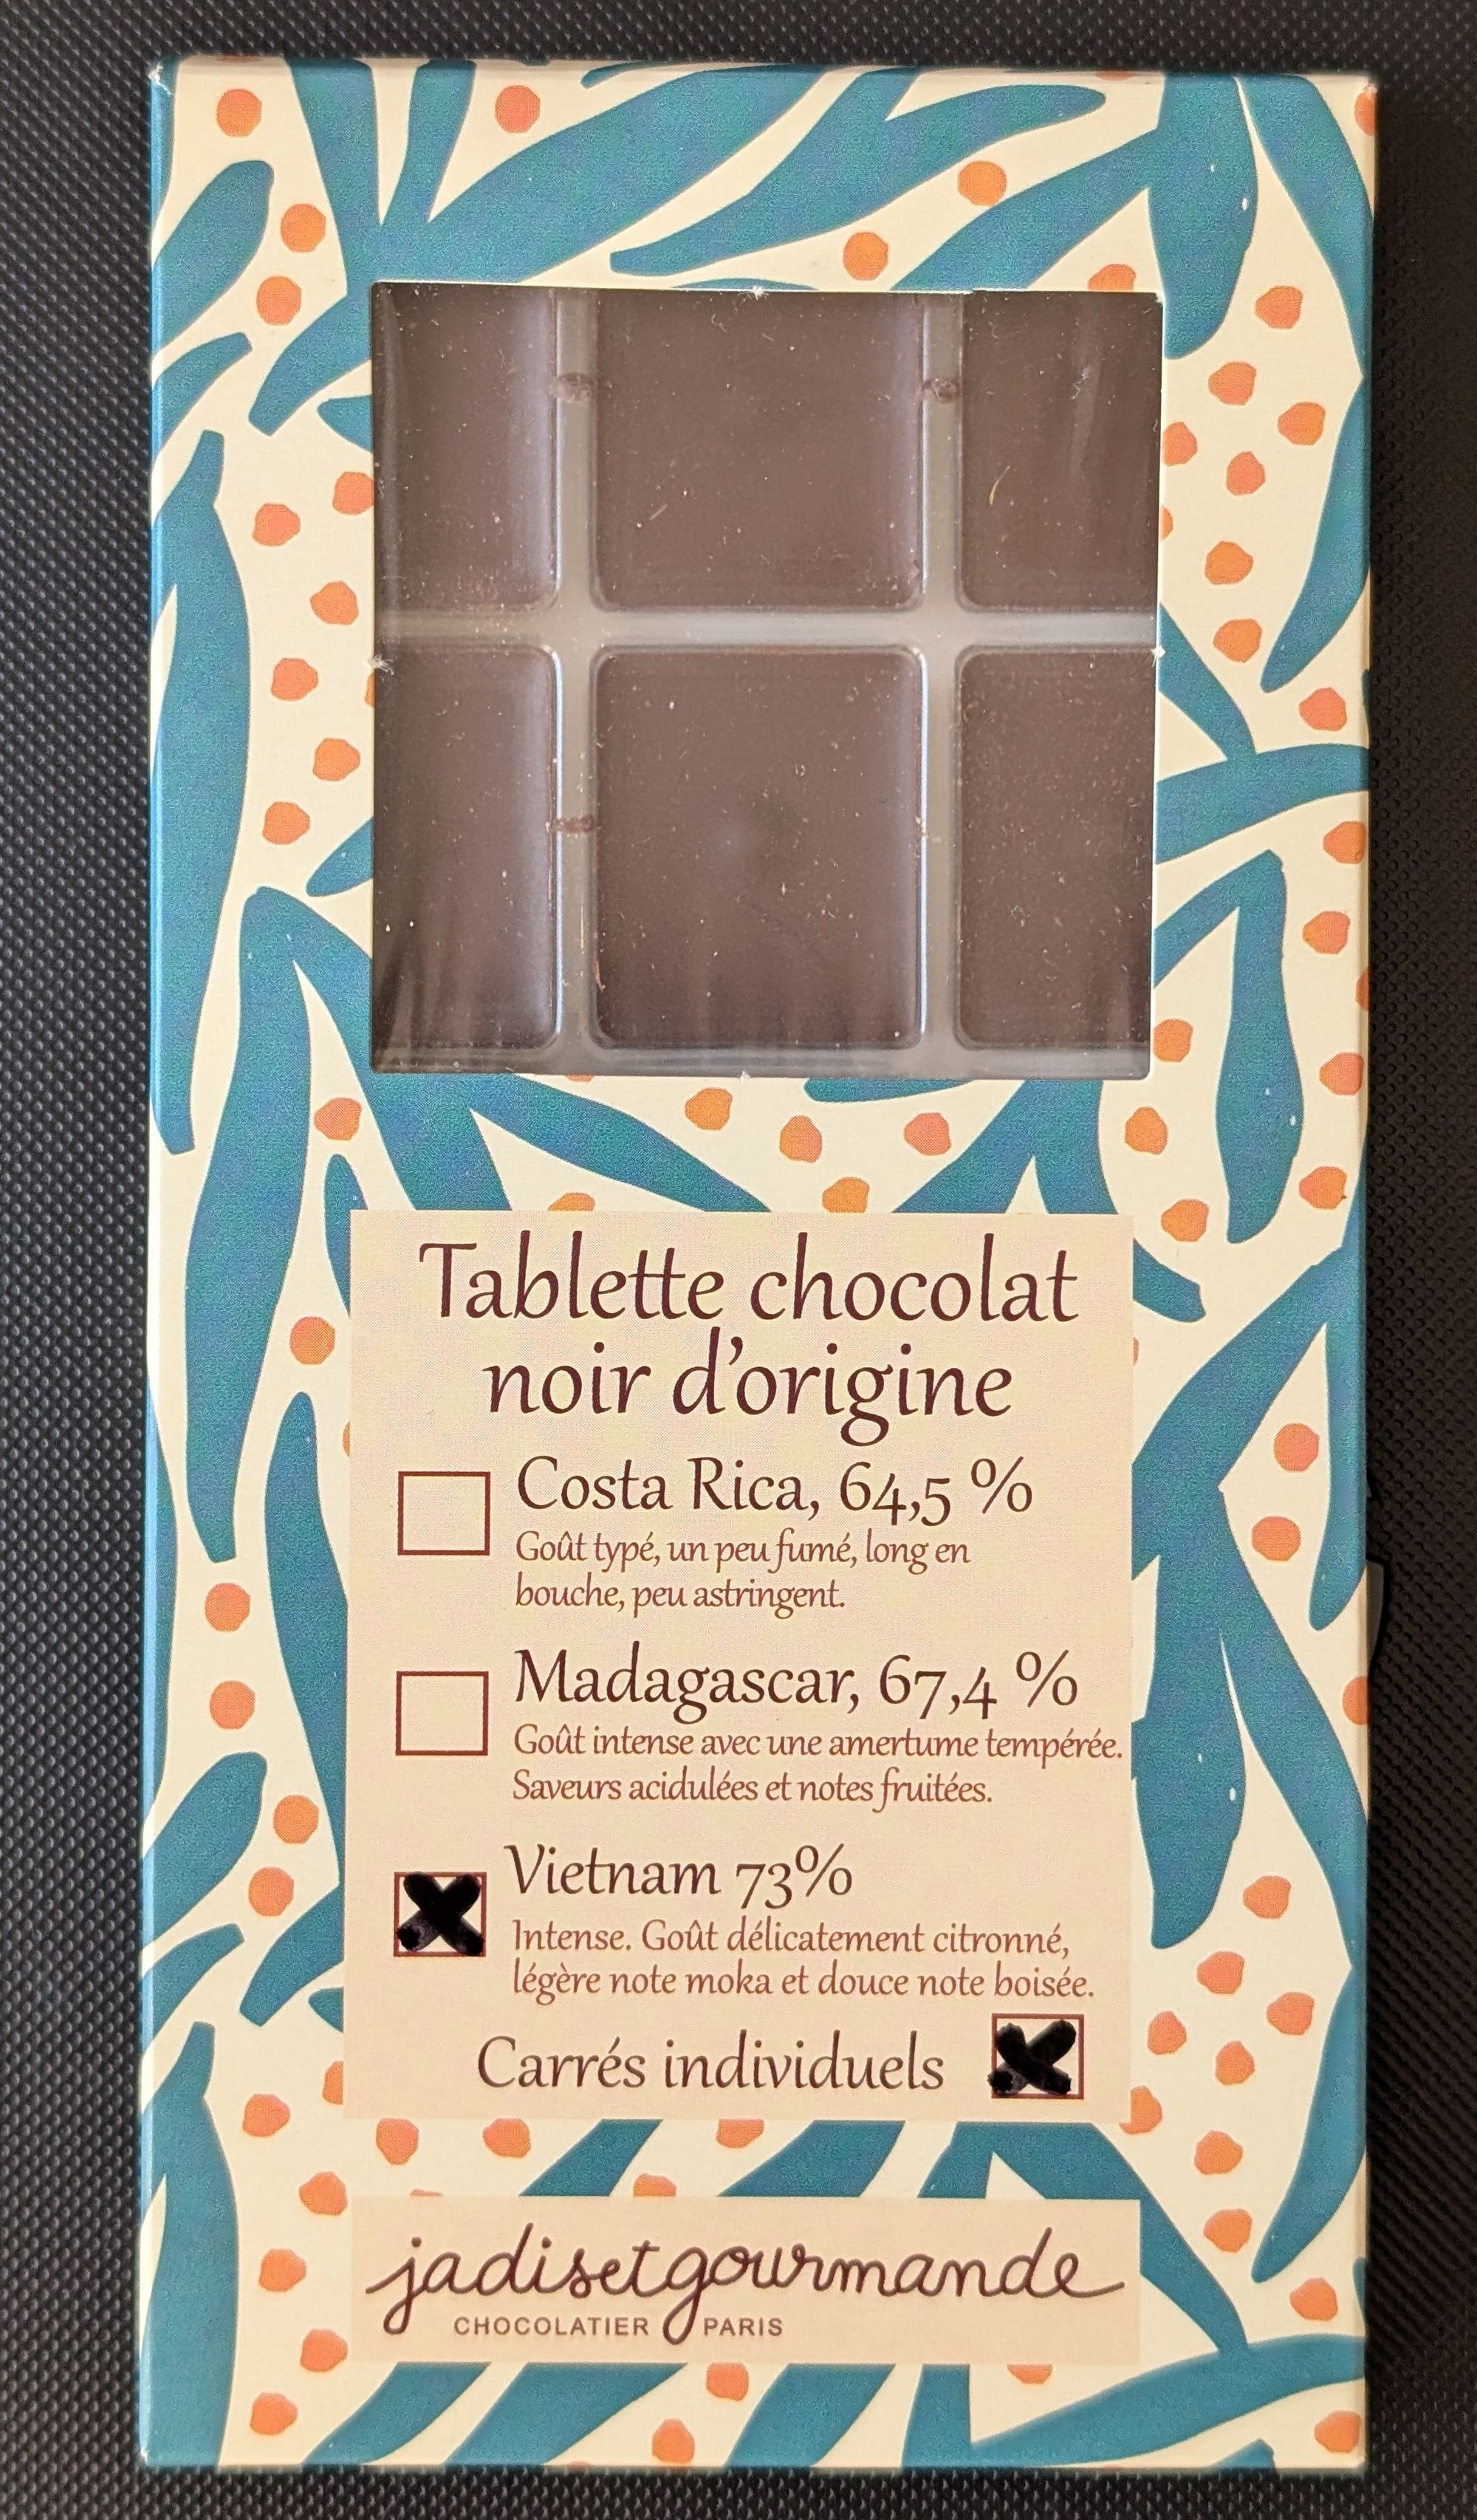 Tablette chocolat
noir d'origine
Costa Rica, 64,5 %
Goût typé, un peu fumé, long en
bouche, peu astringent.
Madagascar, 67,4 %
Goût intense avec une amertume tempérée.
Saveurs acidulées et notes fruitées.
Vietnam 73%
Intense. Goût délicatement citronné,
légère note moka et douce note boisée.
Carrés individuels
jadisetgourmande
CHOCOLATIER PARIS